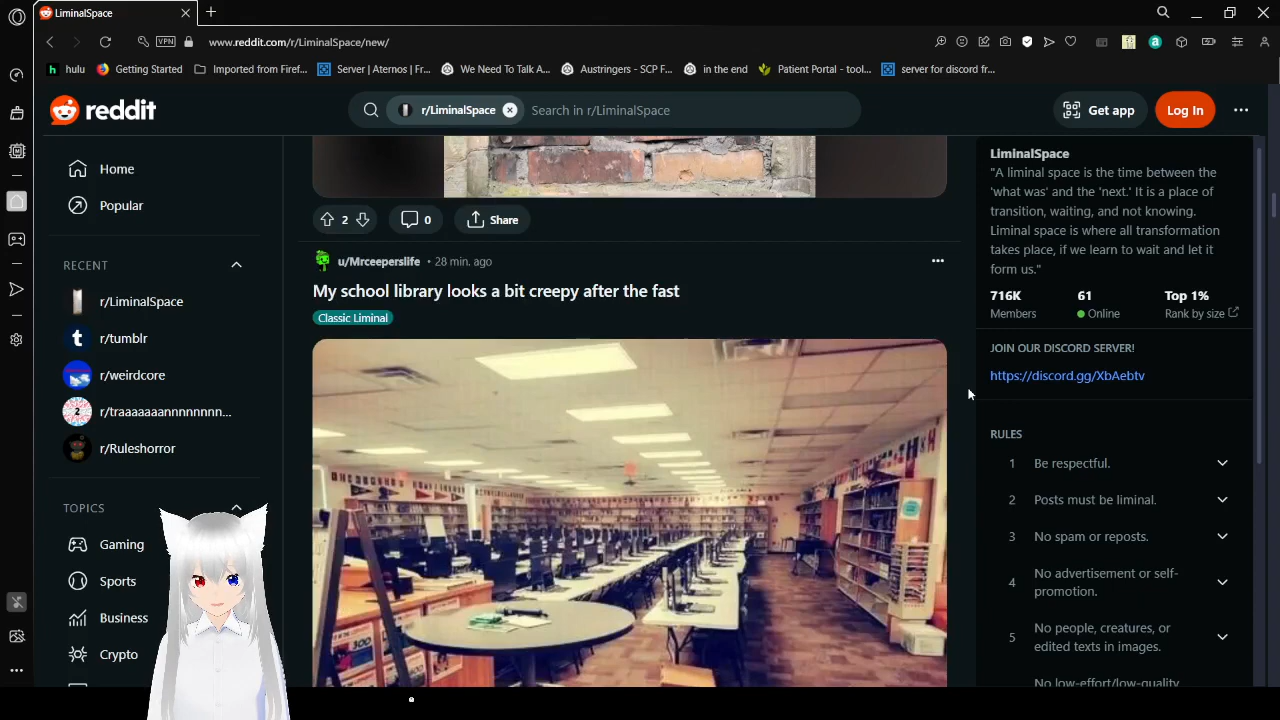 LiminalSpace
VPN
www.reddit.com/r/LiminalSpace/new/
hulu
Getting Started
Imported from Firef...
Server | Aternos | Fr...
We Need To Talk A...
Austringers - SCP F...
in the end
Patient Portal - tool...
server for discord fr...
reddit
r/LiminalSpace
Search in r/LiminalSpace
Get app
Log In
Home
Popular
RECENT
r/LiminalSpace
r/tumblr
r/weirdcore
r/traaaaaaannnnnnnn...
r/Ruleshorror
TOPICS
Gaming
Sports
Business
Crypto
2
0
Share
u/Mrceeperslife • 28 min. ago
My school library looks a bit creepy after the fast
Classic Liminal
300
LiminalSpace
"A liminal space is the time between the
'what was' and the 'next.' It is a place of
transition, waiting, and not knowing.
Liminal space is where all transformation
takes place, if we learn to wait and let it
form us."
716K
Members
61
Online
Top 1%
Rank by size
JOIN OUR DISCORD SERVER!
https://discord.gg/XbAebtv
RULES
1 Be respectful.
2 Posts must be liminal.
3 No spam or reposts.
4 No advertisement or self-
promotion.
5 No people, creatures, or
edited texts in images.
No low-effort/low-quality